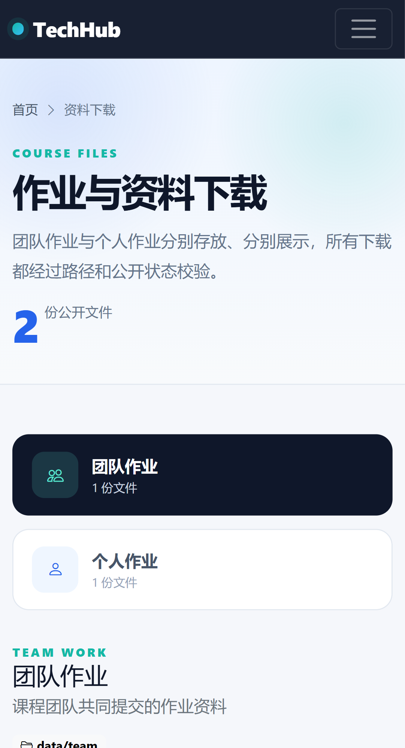 TechHub
首页 > 资料下载
COURSE FILES
作业与资料下载
团队作业与个人作业分别存放、分别展示，所有下载
都经过路径和公开状态校验。
2 份公开文件
团队作业
1 份文件
个人作业
1 份文件
TEAM WORK
团队作业
课程团队共同提交的作业资料
data/team